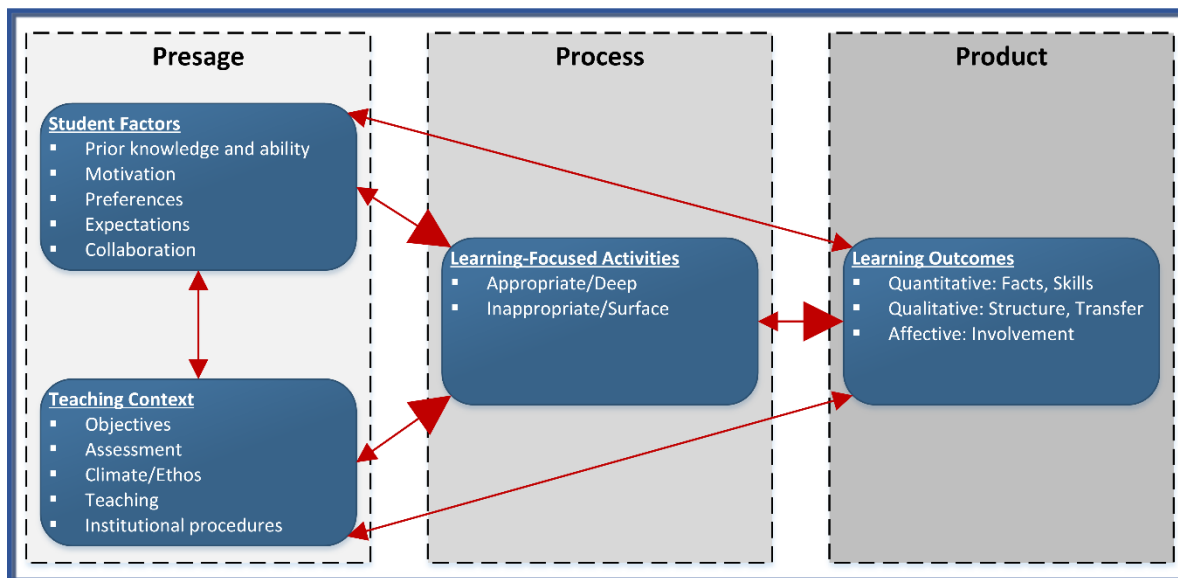 Presage
Student Factors
▪ Prior knowledge and ability
▪ Motivation
▪ Preferences
▪ Expectations
▪ Collaboration
Teaching Context
▪ Objectives
▪ Assessment
▪ Climate/Ethos
▪ Teaching
▪ Institutional procedures
Process
Learning-Focused Activities
▪ Appropriate/Deep
▪ Inappropriate/Surface
Product
Learning Outcomes
▪ Quantitative: Facts, Skills
▪ Qualitative: Structure, Transfer
▪ Affective: Involvement